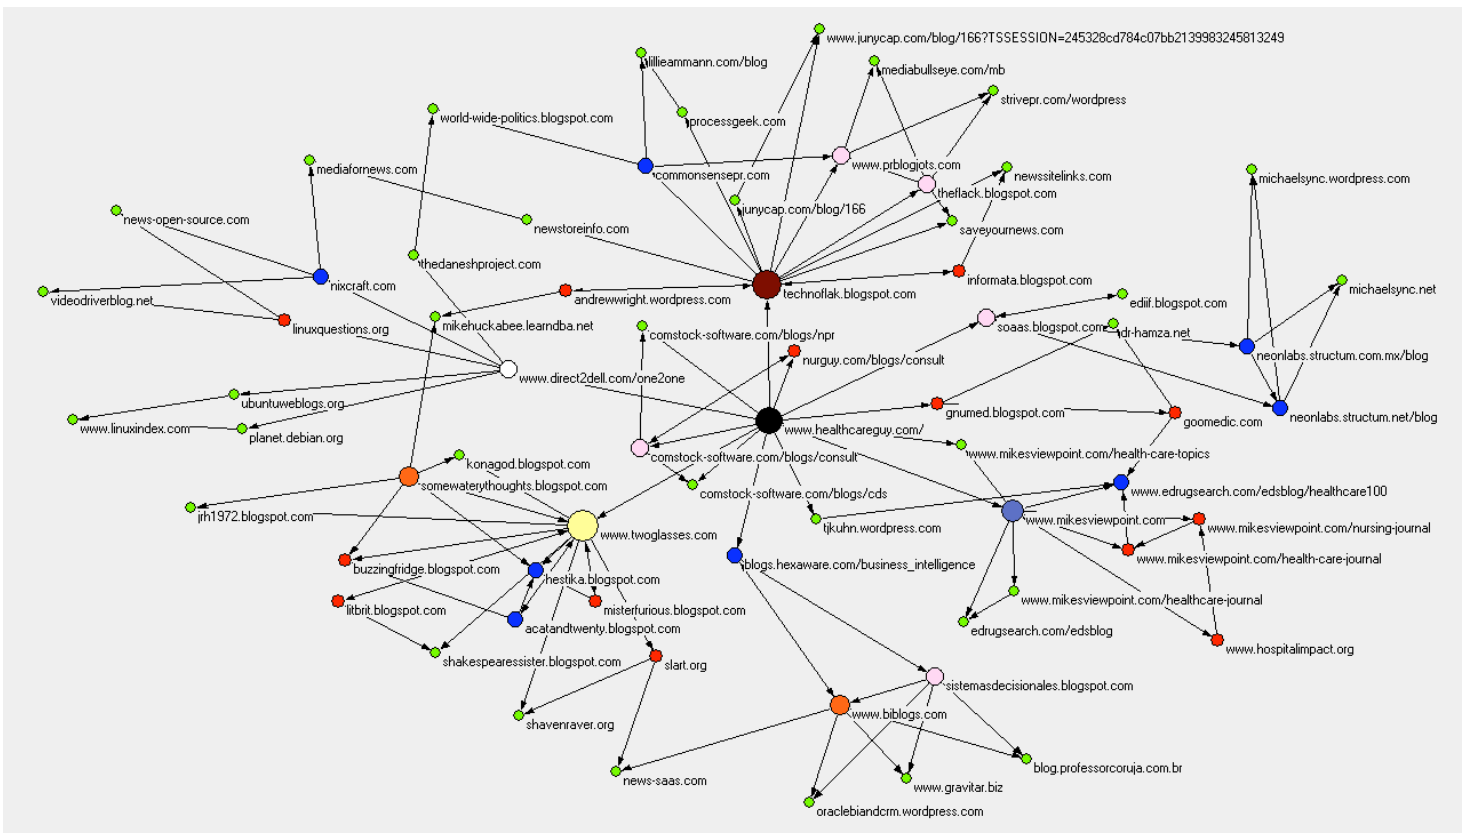 www.junycap.com/blog/166?TSSESSION=245328cd784c07bb2139983245813249
lillieammann.com/blog
mediabullseye.com/mb
strivepr.com/wordpress
world-wide-politics.blogspot.com
processgeek.com
www.prblogjots.com
mediafornews.com
commonsensepr.com
newssitelinks.com
michaelsync.wordpress.com
theflack.blogspot.com
junycap.com/blog/166
news-open-source.com
newstoreinfo.com
saveyournews.com
thedaneshproject.com
nixcraft.com
informata.blogspot.com
michaelsync.net
videodriverblog.net
andrewwright.wordpress.com
technoflak.blogspot.com
ediif.blogspot.com
linuxquestions.org
mikehuckabee.learndba.net
comstock-software.com/blogs/npr
soaas.blogspot.com
dr-hamza.net
nurguy.com/blogs/consult
neonlabs.structum.com.mx/blog
www.direct2dell.com/one2one
ubuntuweblogs.org
gnumed.blogspot.com
goomedic.com
neonlabs.structum.net/blog
www.linuxindex.com
planet.debian.org
www.healthcareguy.com/
comstock-software.com/blogs/consult
www.mikesviewpoint.com/health-care-topics
konagod.blogspot.com
somewaterythoughts.blogspot.com
comstock-software.com/blogs/cds
www.edrugsearch.com/edsblog/healthcare100
jrh1972.blogspot.com
www.twoglasses.com
tjkuhn.wordpress.com
www.mikesviewpoint.com
www.mikesviewpoint.com/nursing-journal
www.mikesviewpoint.com/health-care-journal
buzzingfridge.blogspot.com
hestika.blogspot.com
blogs.hexaware.com/business_intelligence
litbrit.blogspot.com
misterfurious.blogspot.com
www.mikesviewpoint.com/healthcare-journal
acatandtwenty.blogspot.com
edrugsearch.com/edsblog
www.hospitalimpact.org
shakespearessister.blogspot.com
slart.org
sistemasdecisionales.blogspot.com
www.biblogs.com
shavenraver.org
blog.professorcoruja.com.br
news-saas.com
www.gravitar.biz
oraclebiandcrm.wordpress.com